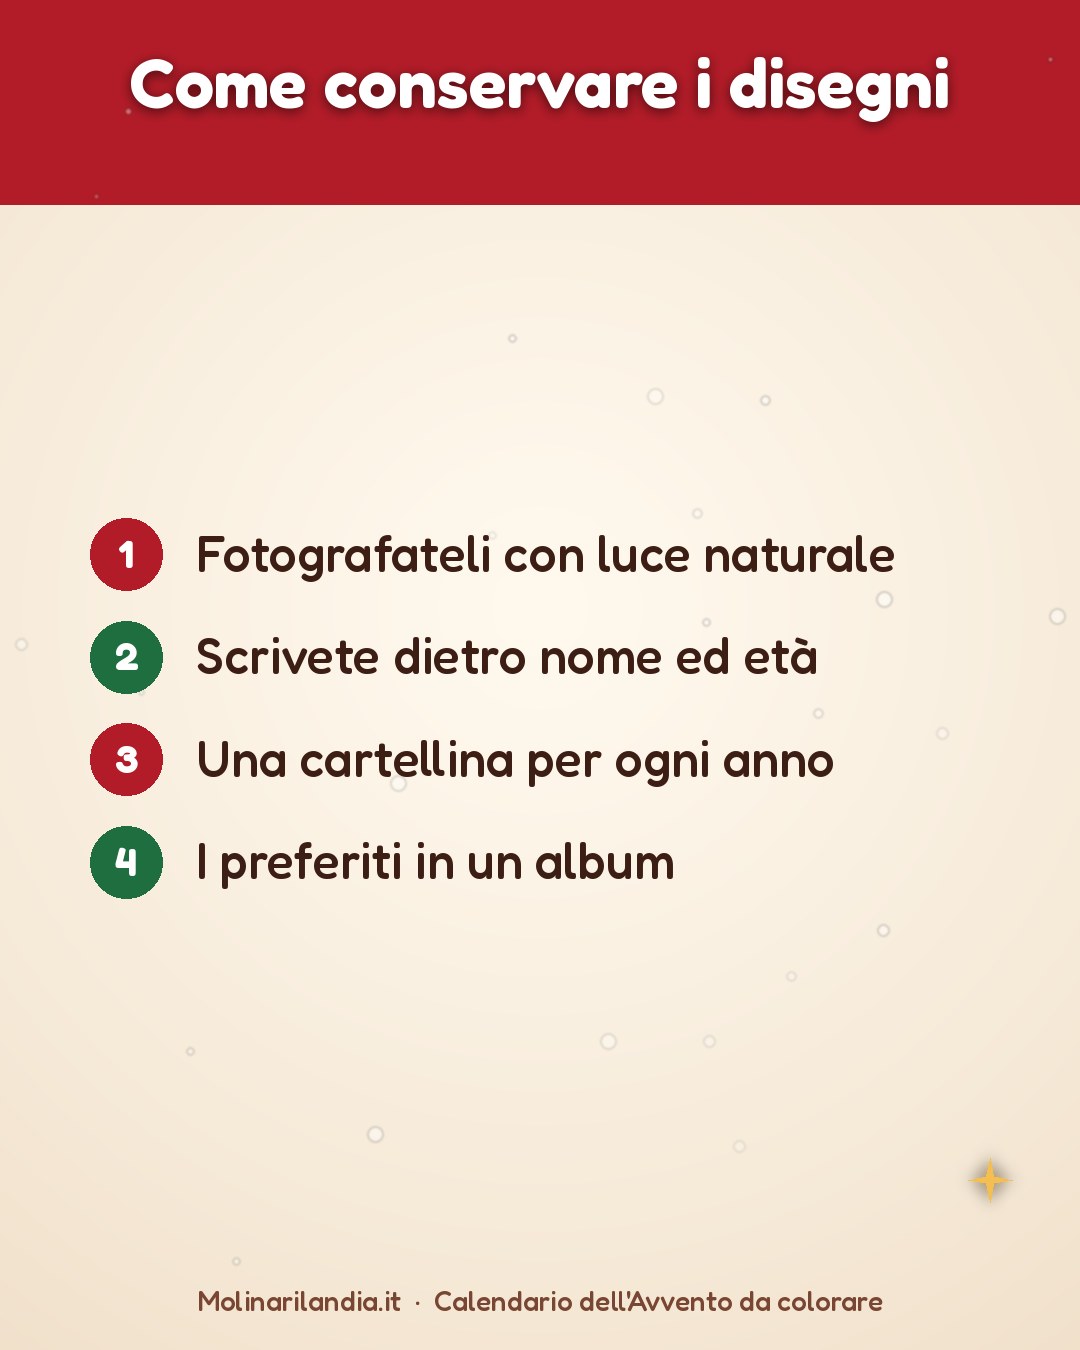 Come conservare i disegni
1 Fotografateli con luce naturale
2 Scrivete dietro nome ed età
3 Una cartellina per ogni anno
4 I preferiti in un album
Molinarilandia.it · Calendario dell'Avvento da colorare